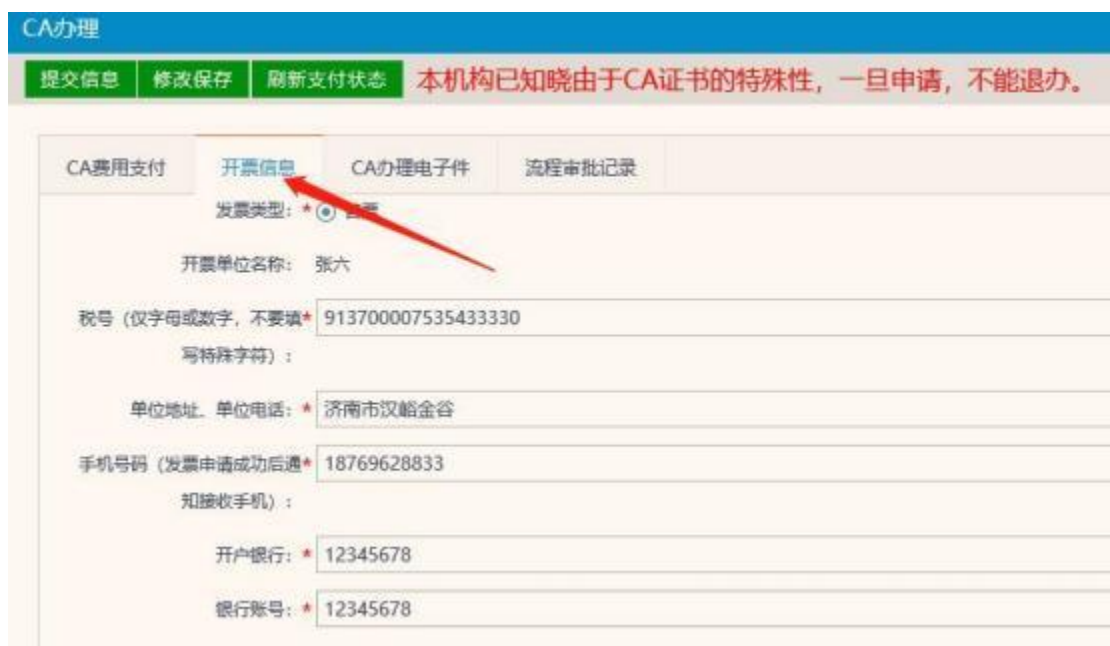 CA办理
提交信息 修改保存 刷新支付状态 本机构已知晓由于CA证书的特殊性，一旦申请，不能退办。
CA费用支付 开票信息 CA办理电子件 流程审批记录
发票类型：*
开票单位名称： 张六
税号（仅字母或数字，不要填* 913700007535433330
写特殊字符）：
单位地址、单位电话：* 济南市汉峪金谷
手机号码（发票申请成功后通* 18769628833
知接收手机）：
开户银行：* 12345678
银行账号：* 12345678